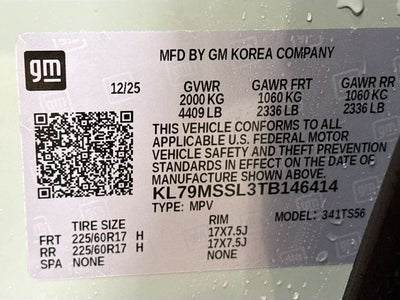 gm
MFD BY GM KOREA COMPANY
12/25 GVWR GAWR FRT GAWR RR
2000 KG 1060 KG 1060 KG
4409 LB 2336 LB 2336 LB
THIS VEHICLE CONFORMS TO ALL
APPLICABLE U.S. FEDERAL MOTOR
VEHICLE SAFETY AND THEFT PREVENTION
STANDARDS IN EFFECT ON THE DATE OF
MANUFACTURE SHOWN ABOVE.
KL79MSSL3TB146414
TYPE: MPV MODEL: 341TS56
TIRE SIZE RIM
FRT 225/60R17 H 17X7.5J
RR 225/60R17 H 17X7.5J
SPA NONE NONE